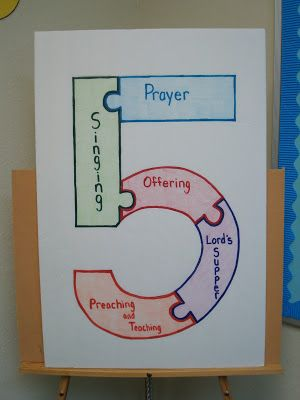 Prayer
Singing
Offering
Lord's
Supper
Preaching
and
Teaching